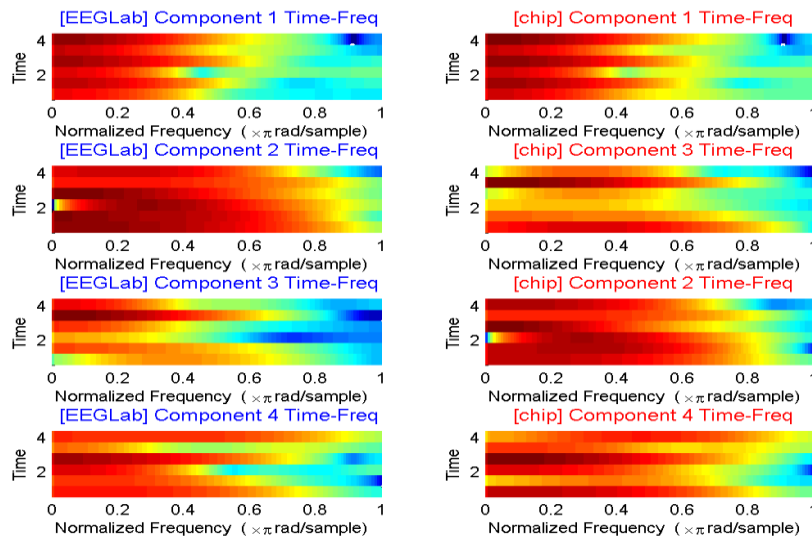 [EEGLab] Component 1 Time-Freq
[chip] Component 1 Time-Freq
Time
4
2
0 0.2 0.4 0.6 0.8 1
Normalized Frequency (×π rad/sample)
Time
4
2
0 0.2 0.4 0.6 0.8 1
Normalized Frequency (×π rad/sample)
[EEGLab] Component 2 Time-Freq
[chip] Component 3 Time-Freq
Time
4
2
0 0.2 0.4 0.6 0.8 1
Normalized Frequency (×π rad/sample)
Time
4
2
0 0.2 0.4 0.6 0.8 1
Normalized Frequency (×π rad/sample)
[EEGLab] Component 3 Time-Freq
[chip] Component 2 Time-Freq
Time
4
2
0 0.2 0.4 0.6 0.8 1
Normalized Frequency (×π rad/sample)
Time
4
2
0 0.2 0.4 0.6 0.8 1
Normalized Frequency (×π rad/sample)
[EEGLab] Component 4 Time-Freq
[chip] Component 4 Time-Freq
Time
4
2
0 0.2 0.4 0.6 0.8 1
Normalized Frequency (×π rad/sample)
Time
4
2
0 0.2 0.4 0.6 0.8 1
Normalized Frequency (×π rad/sample)